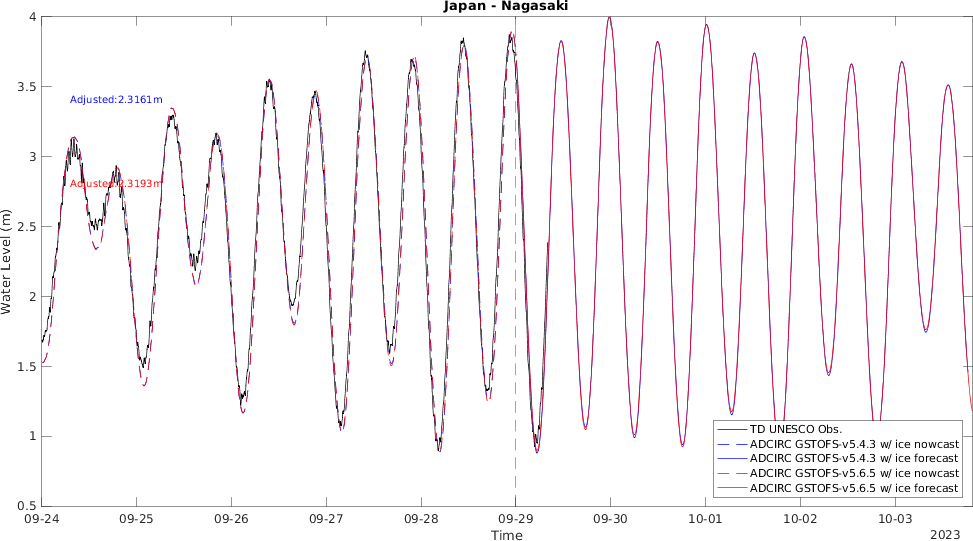 Japan - Nagasaki
4
3.5
3
2.5
2
1.5
1
0.5
Water Level (m)
Adjusted:2.3161m
Adjusted:2.3193m
TD UNESCO Obs.
ADCIRC GSTOFS-v5.4.3 w/ ice nowcast
ADCIRC GSTOFS-v5.4.3 w/ ice forecast
ADCIRC GSTOFS-v5.6.5 w/ ice nowcast
ADCIRC GSTOFS-v5.6.5 w/ ice forecast
09-24 09-25 09-26 09-27 09-28 09-29 09-30 10-01 10-02 10-03
Time
2023